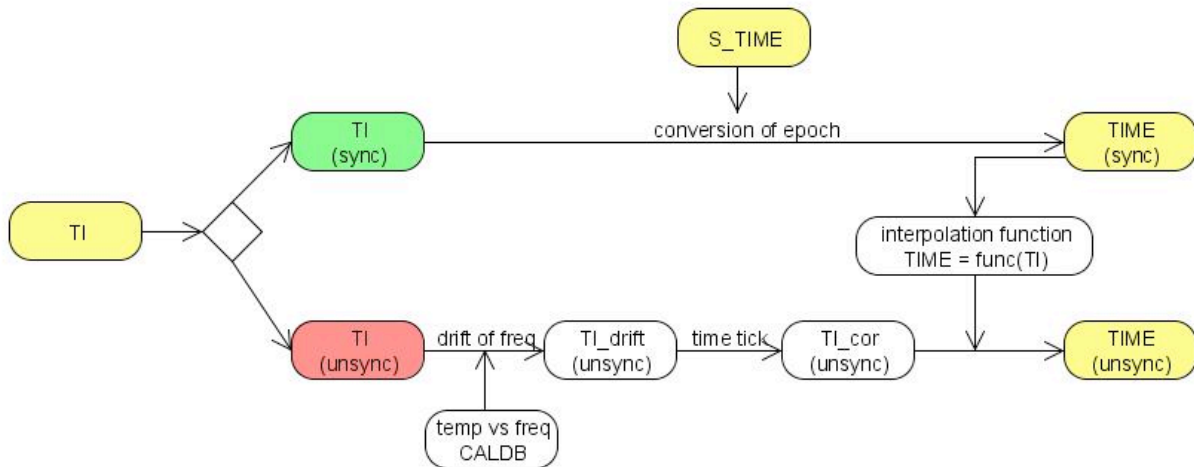 S_TIME
TI
(sync)
conversion of epoch
TIME
(sync)
TI
interpolation function
TIME = func(TI)
TI
(unsync)
drift of freq
TI_drift
(unsync)
time tick
TI_cor
(unsync)
TIME
(unsync)
temp vs freq
CALDB